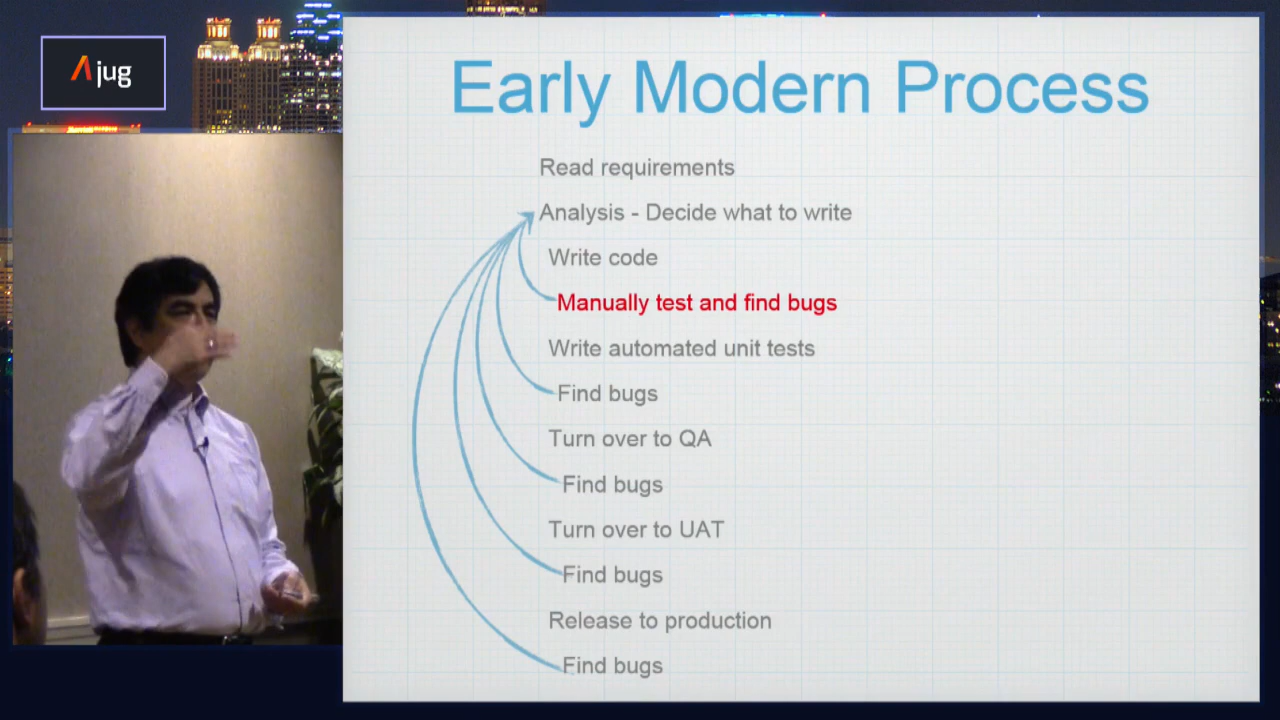 jug
Early Modern Process
Read requirements
Analysis - Decide what to write
Write code
Manually test and find bugs
Write automated unit tests
Find bugs
Turn over to QA
Find bugs
Turn over to UAT
Find bugs
Release to production
Find bugs